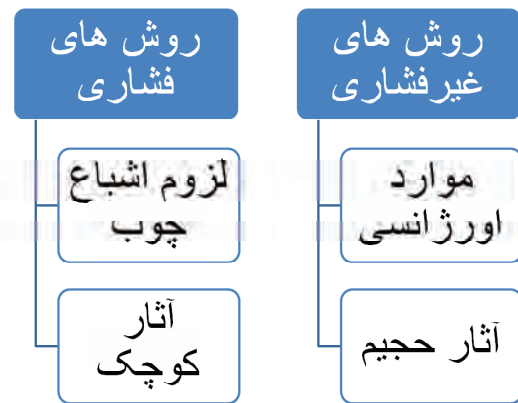 روش های
غیرفشاری
موارد
اورژانسی
آثار حجیم
روش های
فشاری
لزوم اشباع
چوب
آثار
کوچک